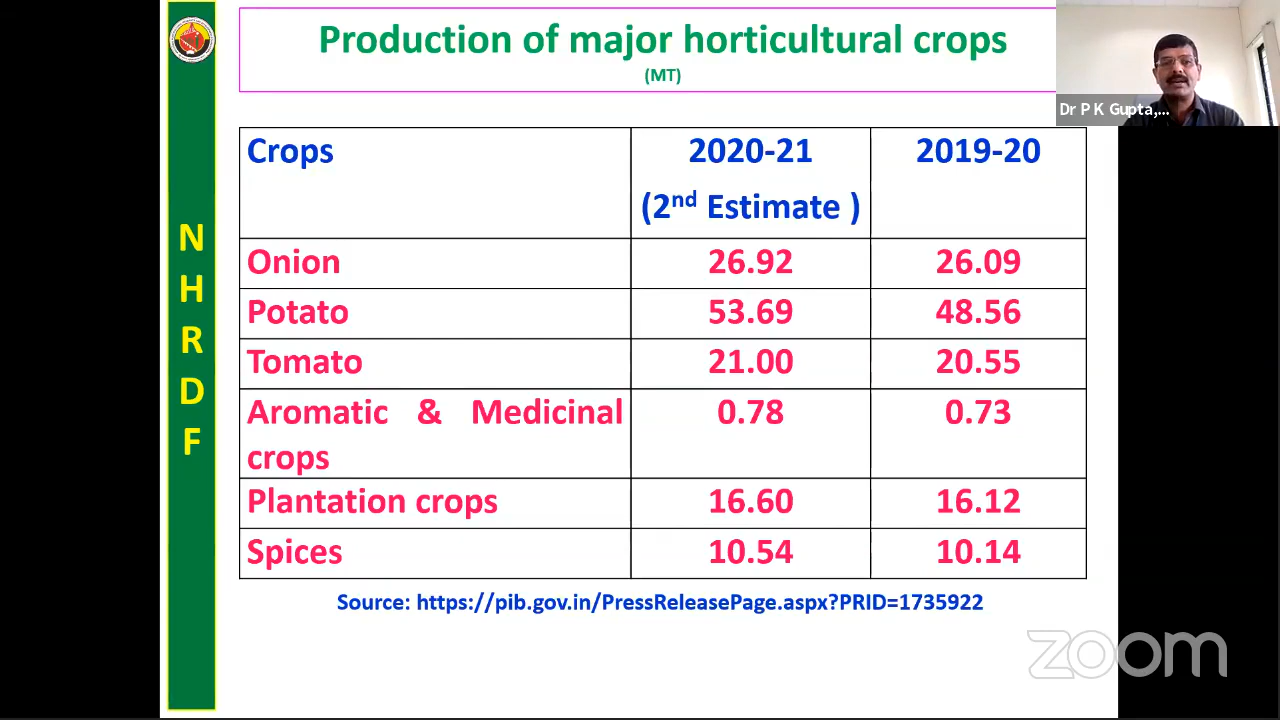 Production of major horticultural crops
(MT)
Dr P K Gupta,...
N
H
R
D
F
Crops 2020-21 2019-20
(2nd Estimate )
Onion 26.92 26.09
Potato 53.69 48.56
Tomato 21.00 20.55
Aromatic & Medicinal 0.78 0.73
crops
Plantation crops 16.60 16.12
Spices 10.54 10.14
Source: https://pib.gov.in/PressReleasePage.aspx?PRID=1735922
zoom